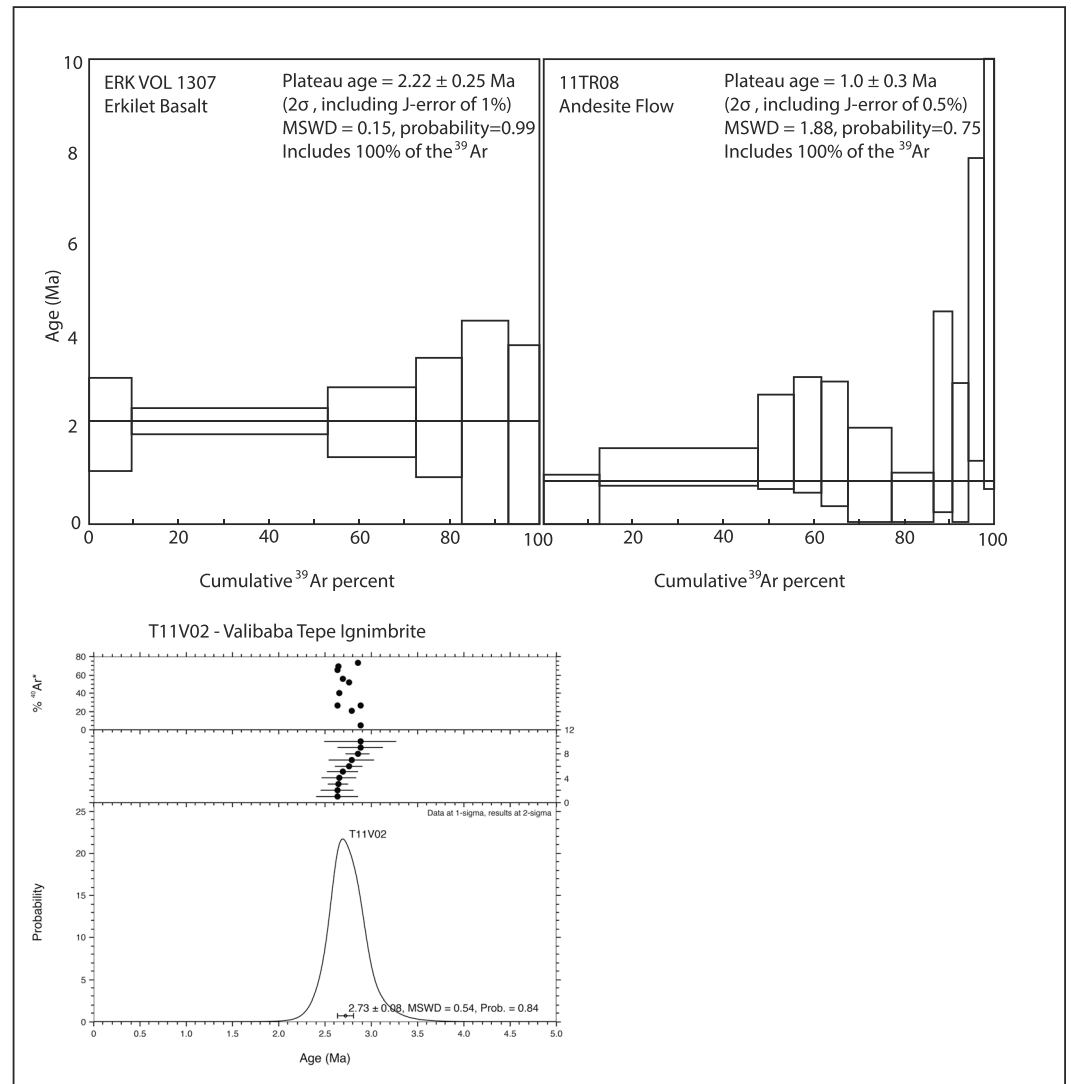 ERK VOL 1307
Erkilet Basalt
Plateau age = 2.22 ± 0.25 Ma
(2σ , including J-error of 1%)
MSWD = 0.15, probability=0.99
Includes 100% of the ³⁹Ar
11TR08
Andesite Flow
Plateau age = 1.0 ± 0.3 Ma
(2σ , including J-error of 0.5%)
MSWD = 1.88, probability=0. 75
Includes 100% of the ³⁹Ar
Age (Ma)
10
8
6
4
2
0
0 20 40 60 80 100 20 40 60 80 100
Cumulative ³⁹Ar percent
Cumulative ³⁹Ar percent
T11V02 - Valibaba Tepe Ignimbrite
% ⁴⁰Ar*
80
60
40
20
0
12
8
4
0
Data at 1-sigma, results at 2-sigma
T11V02
Probability
25
20
15
10
5
0
2.73 ± 0.08, MSWD = 0.54, Prob. = 0.84
0 0.5 1.0 1.5 2.0 2.5 3.0 3.5 4.0 4.5 5.0
Age (Ma)